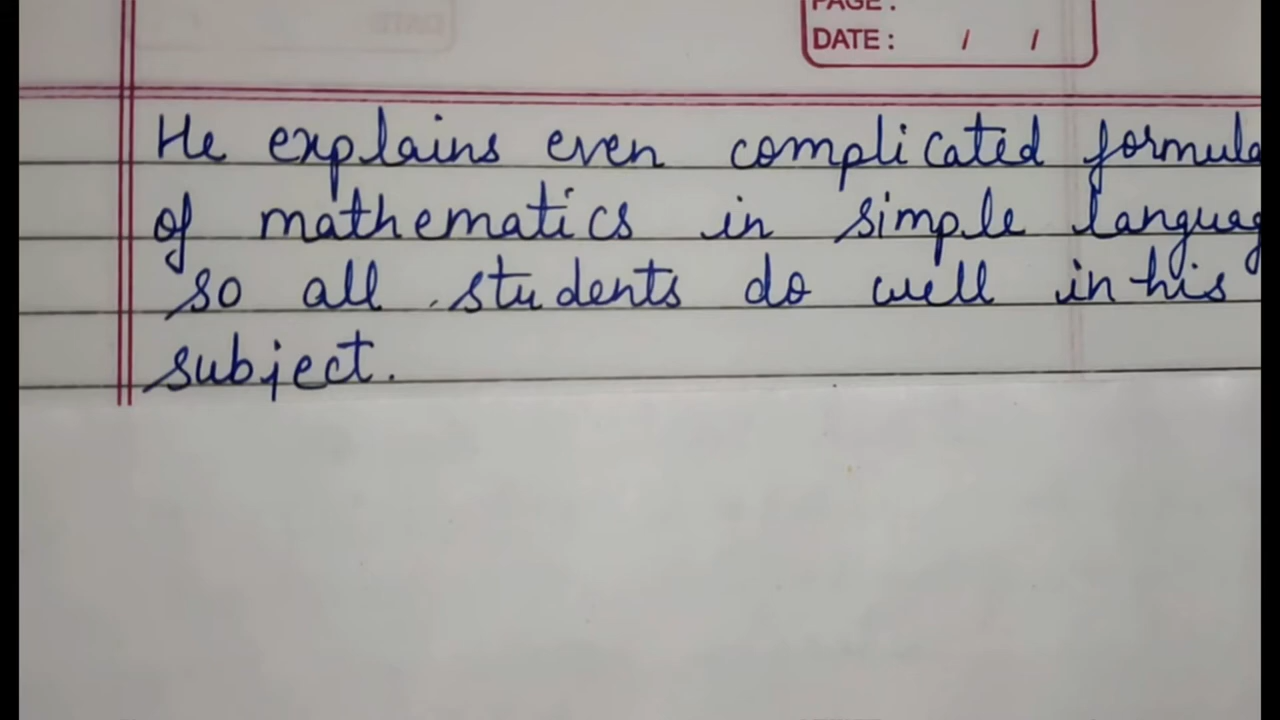 PAGE :
DATE : / /
He explains even complicated formula
of mathematics in simple languag
so all students do well in his
subject.